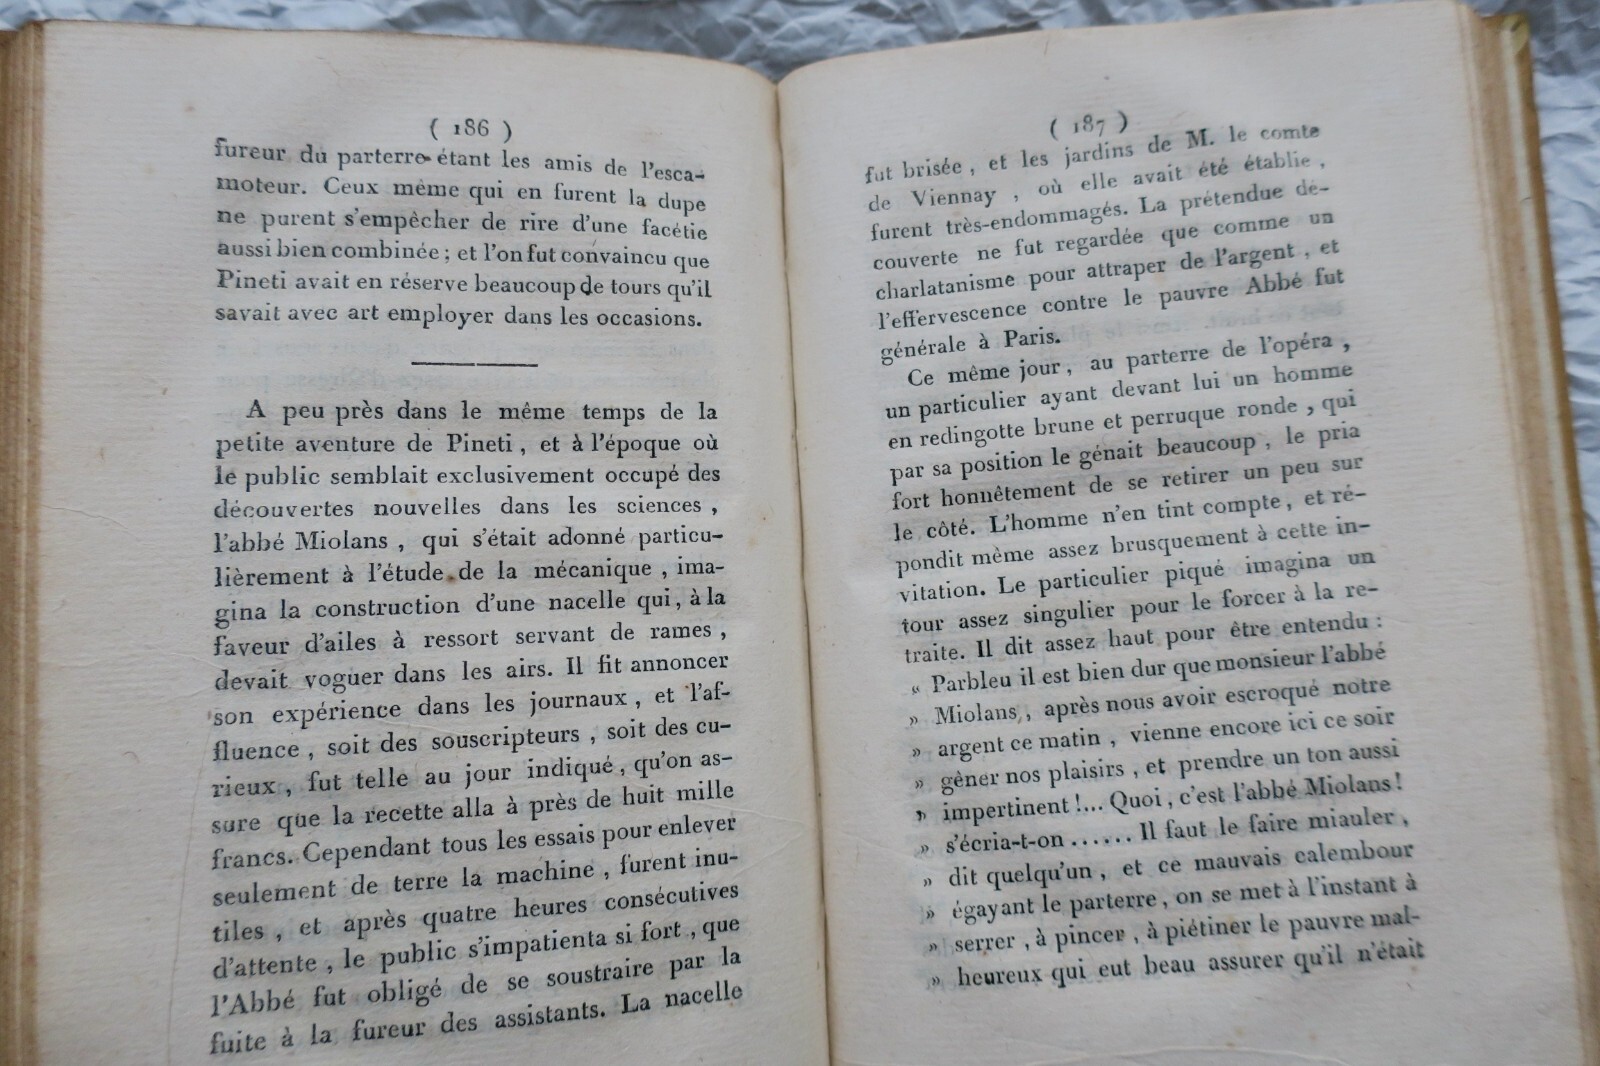 ( 186 )
fureur du parterre étant les amis de l'esca-
moteur. Ceux même qui en furent la dupe
ne purent s'empêcher de rire d'une facétie
aussi bien combinée ; et l'on fut convaincu que
Pineti avait en réserve beaucoup de tours qu'il
savait avec art employer dans les occasions.
A peu près dans le même temps de la
petite aventure de Pineti, et à l'époque où
le public semblait exclusivement occupé des
découvertes nouvelles dans les sciences ,
l'abbé Miolans , qui s'était adonné particu-
lièrement à l'étude de la mécanique , ima-
gina la construction d'une nacelle qui, à la
faveur d'ailes à ressort servant de rames ,
devait voguer dans les airs. Il fit annoncer
son expérience dans les journaux , et l'af-
fluence , soit des souscripteurs , soit des cu-
rieux , fut telle au jour indiqué, qu'on as-
sure que la recette alla à près de huit mille
francs. Cependant tous les essais pour enlever
seulement de terre la machine , furent inu-
tiles , et après quatre heures consécutives
d'attente , le public s'impatienta si fort , que
l'Abbé fut obligé de se soustraire par la
fuite à la fureur des assistants. La nacelle
( 187 )
fut brisée , et les jardins de M. le comte
de Viennay , où elle avait été établie ,
furent très-endommagés. La prétendue dé-
couverte ne fut regardée que comme un
charlatanisme pour attraper de l'argent , et
l'effervescence contre le pauvre Abbé fut
générale à Paris.
Ce même jour, au parterre de l'opéra ,
un particulier ayant devant lui un homme
en redingotte brune et perruque ronde , qui
par sa position le génait beaucoup , le pria
fort honnêtement de se retirer un peu sur
le côté. L'homme n'en tint compte, et ré-
pondit même assez brusquement à cette in-
vitation. Le particulier piqué imagina un
tour assez singulier pour le forcer à la re-
traite. Il dit assez haut pour être entendu :
« Parbleu il est bien dur que monsieur l'abbé
» Miolans , après nous avoir escroqué notre
» argent ce matin , vienne encore ici ce soir
» gêner nos plaisirs , et prendre un ton aussi
» impertinent !... Quoi , c'est l'abbé Miolans !
» s'écria-t-on ...... Il faut le faire miauler ,
» dit quelqu'un , et ce mauvais calembour
» égayant le parterre, on se met à l'instant à
» serrer , à pincer , à piétiner le pauvre mal-
» heureux qui eut beau assurer qu'il n'était